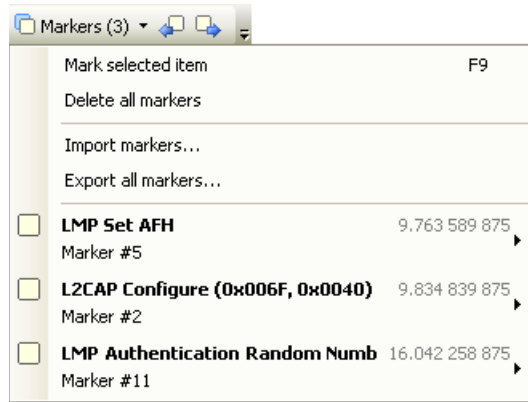 Markers (3)
Mark selected item F9
Delete all markers
Import markers...
Export all markers...
LMP Set AFH 9.763 589 875
Marker #5
L2CAP Configure (0x006F, 0x0040) 9.834 839 875
Marker #2
LMP Authentication Random Numb 16.042 258 875
Marker #11